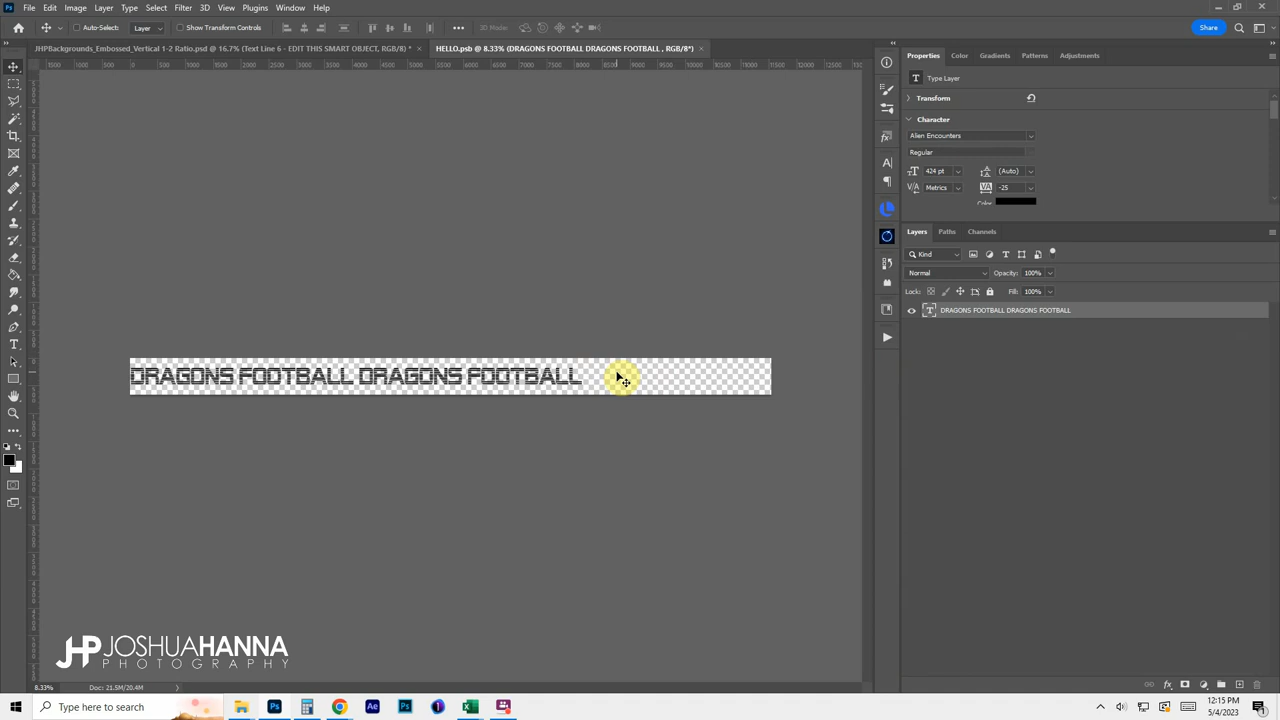 Ps File Edit Image Layer Type Select Filter 3D View Plugins Window Help
Auto-Select: Layer Show Transform Controls 3D Mode: Share
JHPBackgrounds_Embossed_Vertical 1-2 Ratio.psd @ 16.7% (Text Line 6 - EDIT THIS SMART OBJECT, RGB/8) * × HELLO.psb @ 8.33% (DRAGONS FOOTBALL DRAGONS FOOTBALL , RGB/8*) ×
Properties Color Gradients Patterns Adjustments
T Type Layer
Transform
Character
Alien Encounters
Regular
424 pt (Auto)
Metrics -25
Color
Layers Paths Channels
Kind
Normal Opacity: 100%
Lock: Fill: 100%
T DRAGONS FOOTBALL DRAGONS FOOTBALL
DRAGONS FOOTBALL DRAGONS FOOTBALL
JHP JOSHUAHANNA
PHOTOGRAPHY
8.33% Doc: 21.5M/20.4M
Type here to search
12:15 PM
5/4/2023